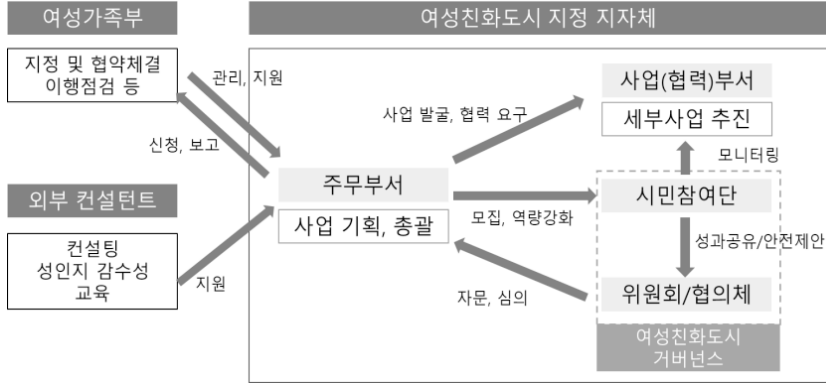 여성가족부
여성친화도시 지정 지자체
지정 및 협약체결
이행점검 등
관리, 지원
신청, 보고
사업 발굴, 협력 요구
사업(협력)부서
세부사업 추진
모니터링
외부 컨설턴트
주무부서
사업 기획, 총괄
모집, 역량강화
시민참여단
컨설팅
성인지 감수성
교육
지원
성과공유/안전제안
자문, 심의
위원회/협의체
여성친화도시
거버넌스